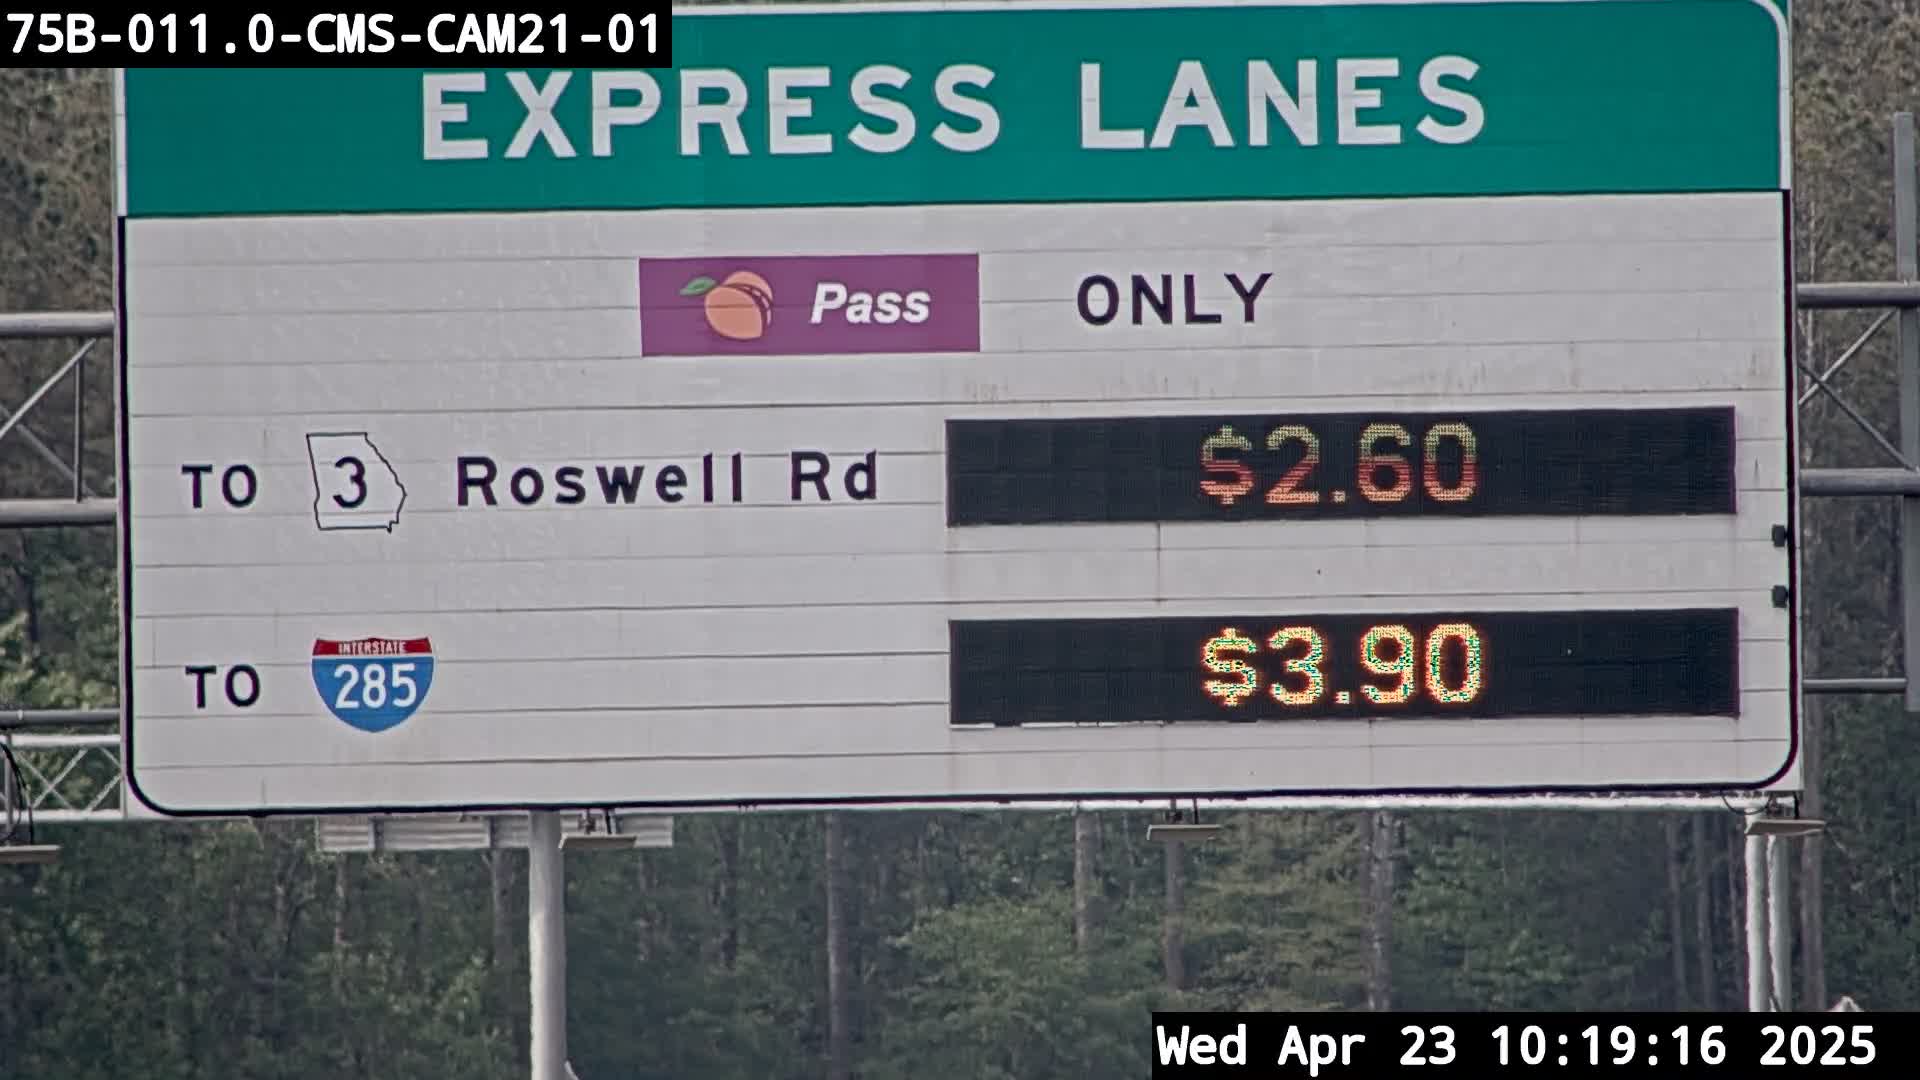 75B-011.0-CMS-CAM21-01
EXPRESS LANES
Pass ONLY
TO 3 Roswell Rd $2.60
TO INTERSTATE 285 $3.90
Wed Apr 23 10:19:16 2025